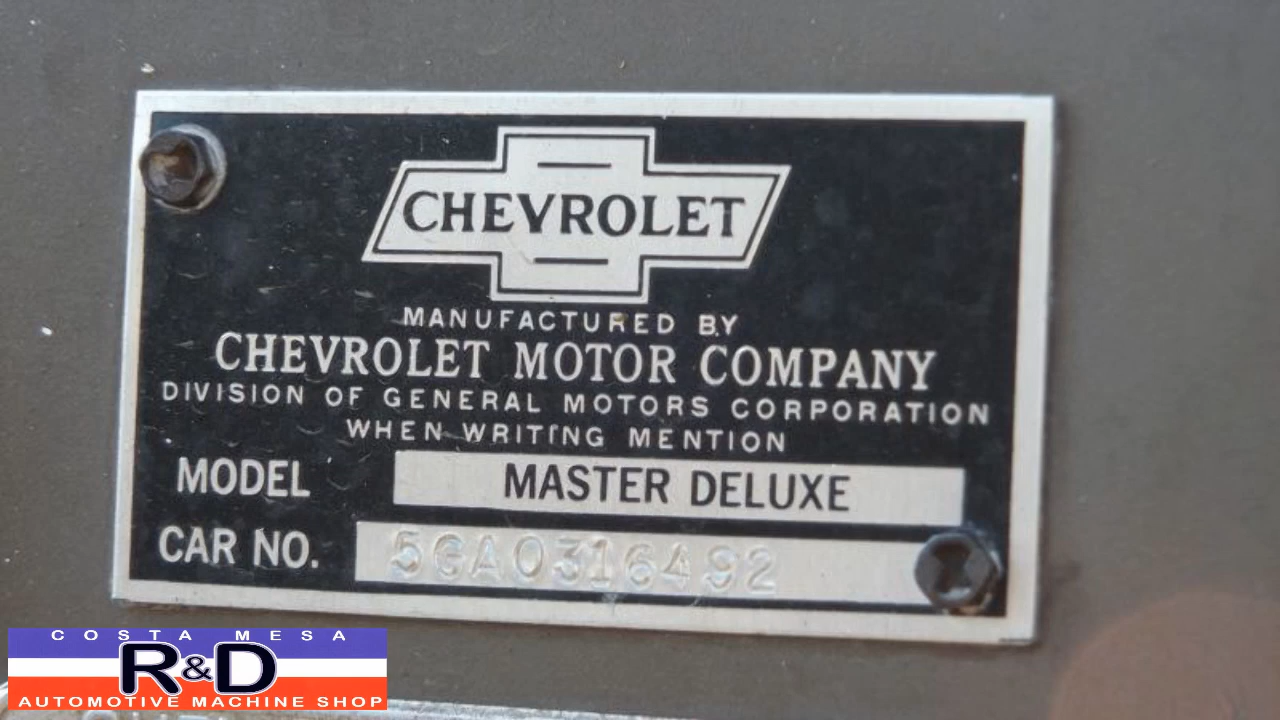 CHEVROLET
MANUFACTURED BY
CHEVROLET MOTOR COMPANY
DIVISION OF GENERAL MOTORS CORPORATION
WHEN WRITING MENTION
MODEL MASTER DELUXE
CAR NO. 5GA0316492
COSTA MESA
R&D
AUTOMOTIVE MACHINE SHOP